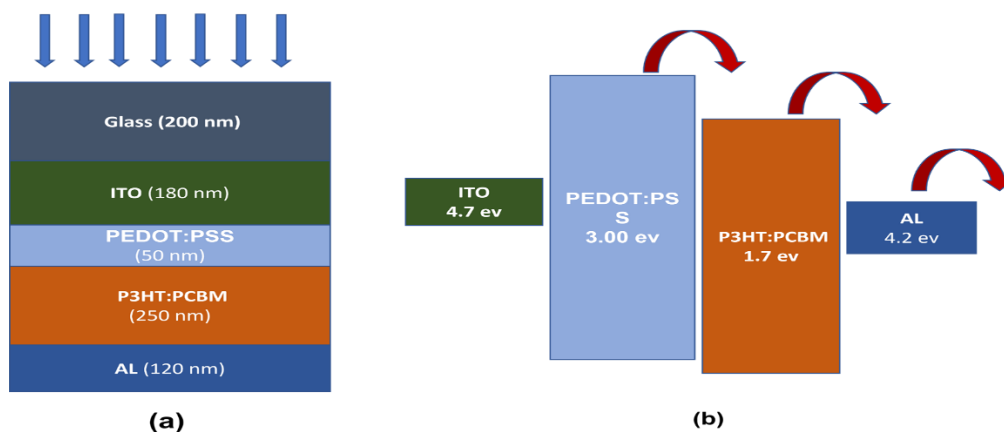 Glass (200 nm)
ITO (180 nm)
PEDOT:PSS
(50 nm)
P3HT:PCBM
(250 nm)
AL (120 nm)
(a)
ITO
4.7 ev
PEDOT:PS
S
3.00 ev
P3HT:PCBM
1.7 ev
AL
4.2 ev
(b)